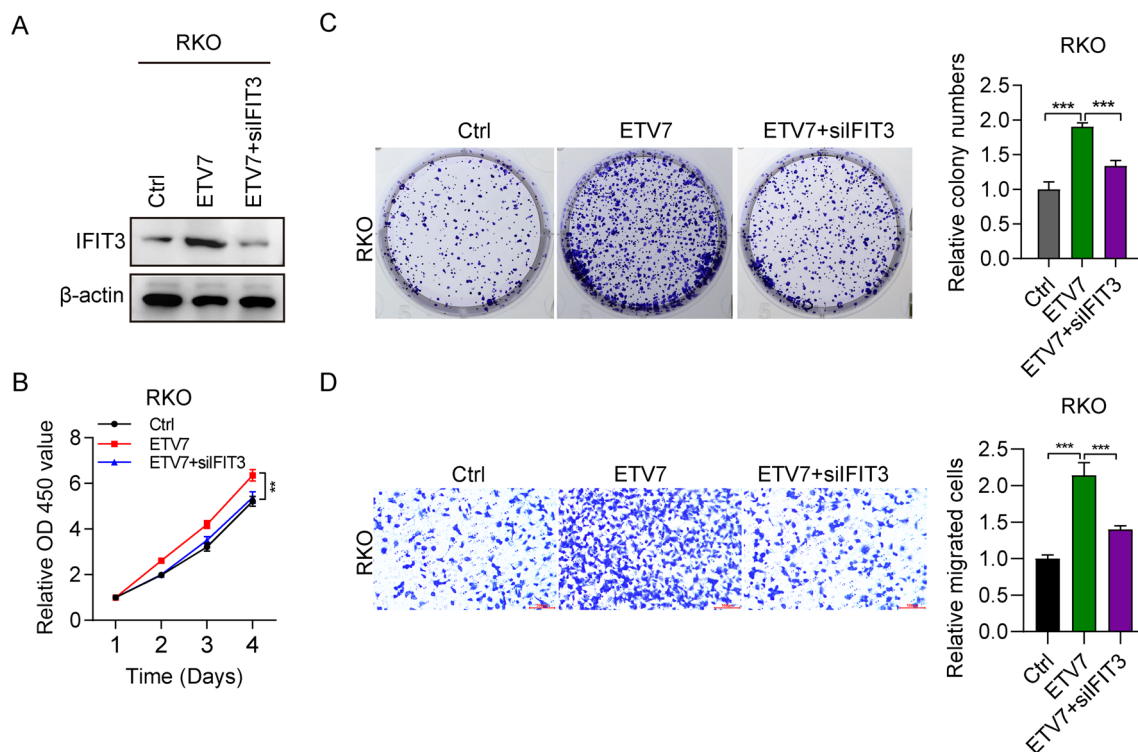 A
RKO
Ctrl
ETV7
ETV7+siIFIT3
IFIT3
β-actin
B
RKO
Ctrl
ETV7
ETV7+siIFIT3
**
Relative OD 450 value
8
6
4
2
0
1 2 3 4
Time (Days)
C
Ctrl ETV7 ETV7+siIFIT3
RKO
RKO
Relative colony numbers
2.5
2.0
1.5
1.0
0.5
0.0
*** ***
Ctrl
ETV7
ETV7+siIFIT3
D
Ctrl ETV7 ETV7+siIFIT3
RKO
RKO
Relative migrated cells
2.5
2.0
1.5
1.0
0.5
0.0
*** ***
Ctrl
ETV7
ETV7+siIFIT3